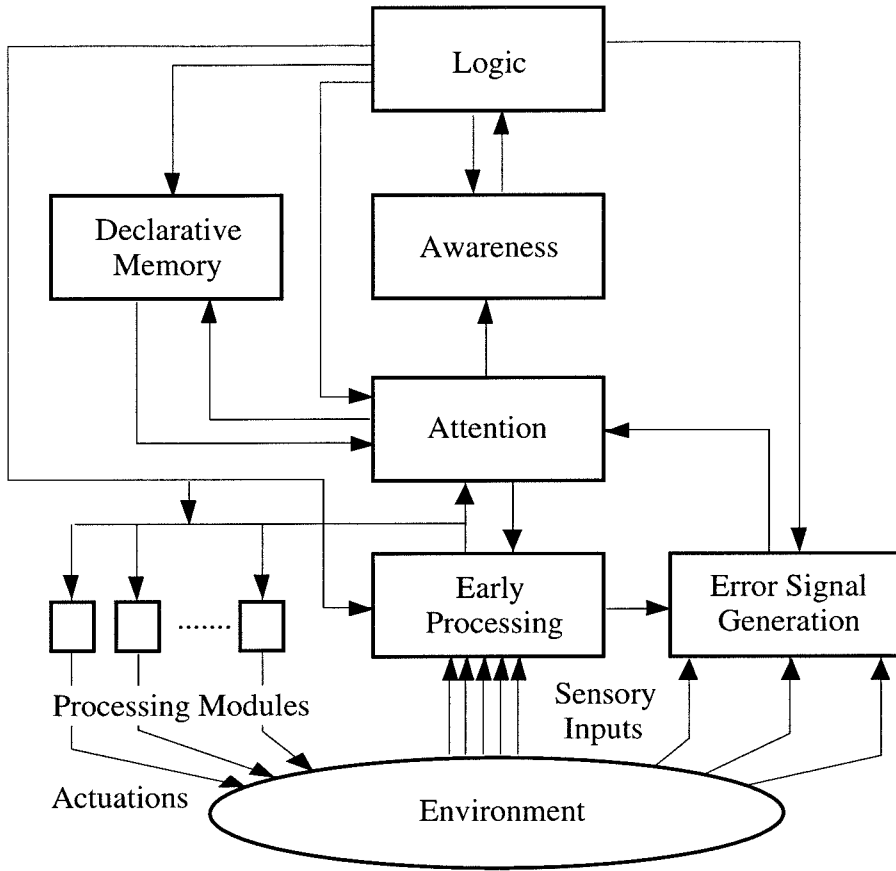 Logic
Declarative
Memory
Awareness
Attention
Early
Processing
Error Signal
Generation
.......
Processing Modules
Sensory
Inputs
Actuations
Environment